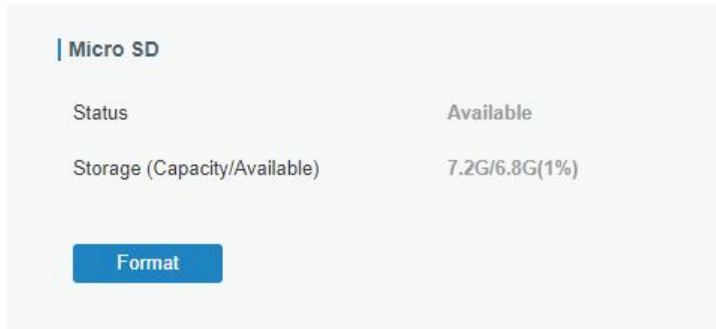 Micro SD
Status Available
Storage (Capacity/Available) 7.2G/6.8G(1%)
Format